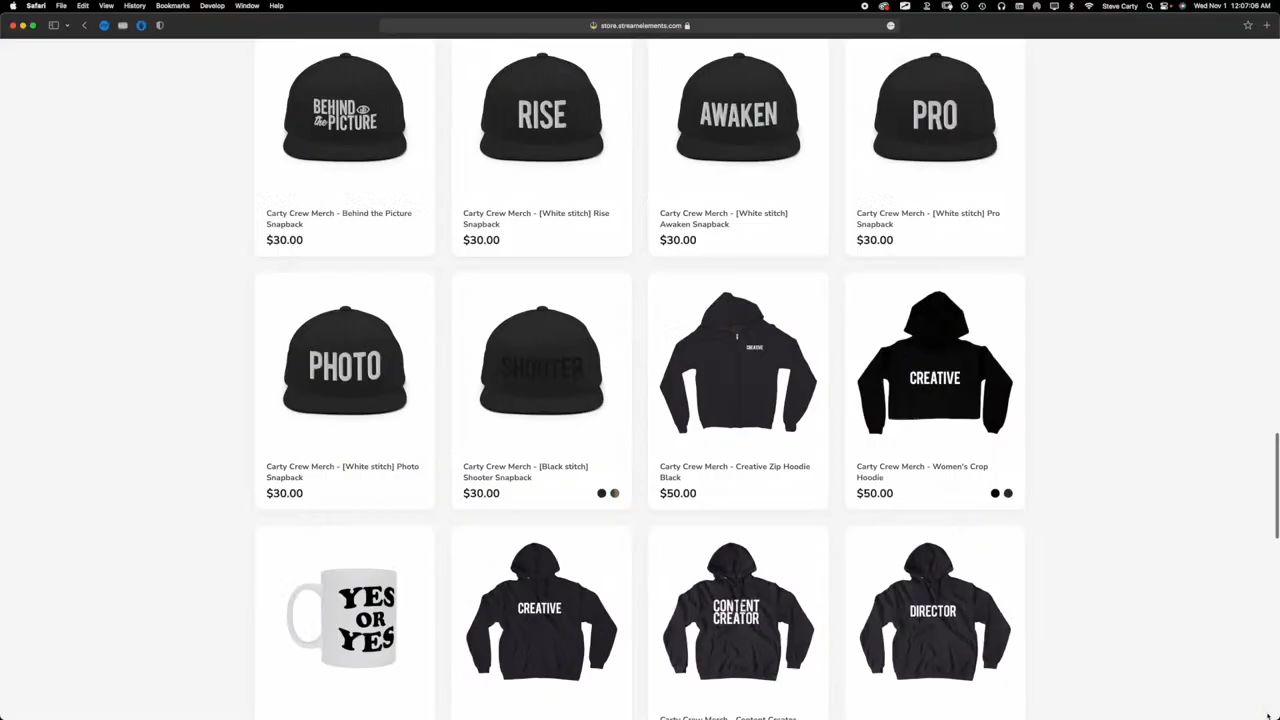 Safari File Edit View History Bookmarks Develop Window Help
Steve Carty Wed Nov 1 12:07:06 AM
store.streamelements.com
BEHIND
the PICTURE
RISE
AWAKEN
PRO
Carty Crew Merch - Behind the Picture
Snapback
$30.00
Carty Crew Merch - [White stitch] Rise
Snapback
$30.00
Carty Crew Merch - [White stitch]
Awaken Snapback
$30.00
Carty Crew Merch - [White stitch] Pro
Snapback
$30.00
PHOTO
SHOOTER
CREATIVE
CREATIVE
Carty Crew Merch - [White stitch] Photo
Snapback
$30.00
Carty Crew Merch - [Black stitch]
Shooter Snapback
$30.00
Carty Crew Merch - Creative Zip Hoodie
Black
$50.00
Carty Crew Merch - Women's Crop
Hoodie
$50.00
YES
OR
YES
CREATIVE
CONTENT
CREATOR
DIRECTOR
Carty Crew Merch - Content Creator